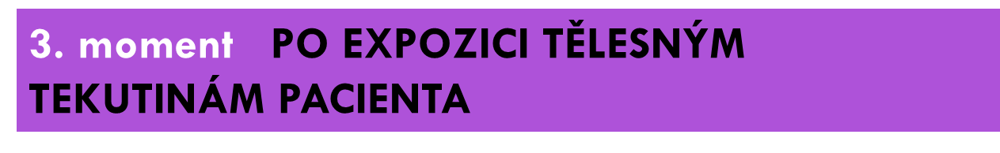 3. moment PO EXPOZICI TĚLESNÝM
TEKUTINÁM PACIENTA